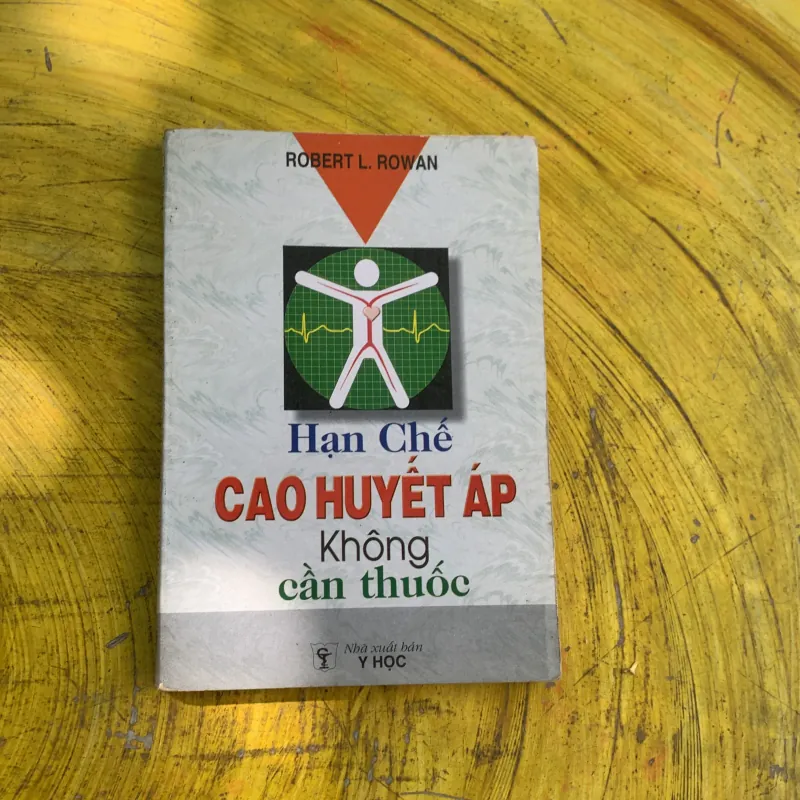 ROBERT L. ROWAN
Hạn Chế
CAO HUYẾT ÁP
Không
cần thuốc
Nhà xuất bản
Y HỌC